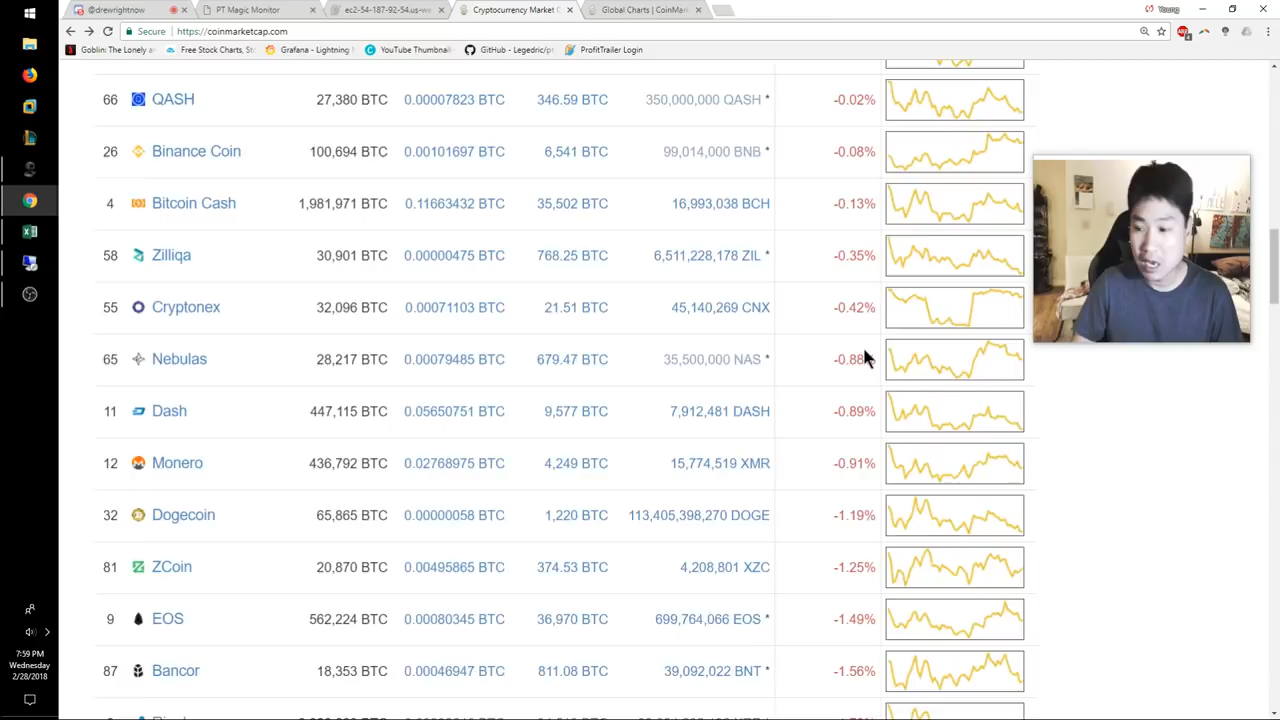 @drewrightnow
PT Magic Monitor
ec2-54-187-92-54.us-we
Cryptocurrency Market C
Global Charts | CoinMar
Young
Secure https://coinmarketcap.com
Goblin: The Lonely an
Free Stock Charts, St
Grafana - Lightning
YouTube Thumbnail
GitHub - Legedric/pt
ProfitTrailer Login
66 QASH 27,380 BTC 0.00007823 BTC 346.59 BTC 350,000,000 QASH * -0.02%
26 Binance Coin 100,694 BTC 0.00101697 BTC 6,541 BTC 99,014,000 BNB * -0.08%
4 Bitcoin Cash 1,981,971 BTC 0.11663432 BTC 35,502 BTC 16,993,038 BCH -0.13%
58 Zilliqa 30,901 BTC 0.00000475 BTC 768.25 BTC 6,511,228,178 ZIL * -0.35%
55 Cryptonex 32,096 BTC 0.00071103 BTC 21.51 BTC 45,140,269 CNX -0.42%
65 Nebulas 28,217 BTC 0.00079485 BTC 679.47 BTC 35,500,000 NAS * -0.88%
11 Dash 447,115 BTC 0.05650751 BTC 9,577 BTC 7,912,481 DASH -0.89%
12 Monero 436,792 BTC 0.02768975 BTC 4,249 BTC 15,774,519 XMR -0.91%
32 Dogecoin 65,865 BTC 0.00000058 BTC 1,220 BTC 113,405,398,270 DOGE -1.19%
81 ZCoin 20,870 BTC 0.00495865 BTC 374.53 BTC 4,208,801 XZC -1.25%
9 EOS 562,224 BTC 0.00080345 BTC 36,970 BTC 699,764,066 EOS * -1.49%
87 Bancor 18,353 BTC 0.00046947 BTC 811.08 BTC 39,092,022 BNT * -1.56%
7:59 PM
Wednesday
2/28/2018